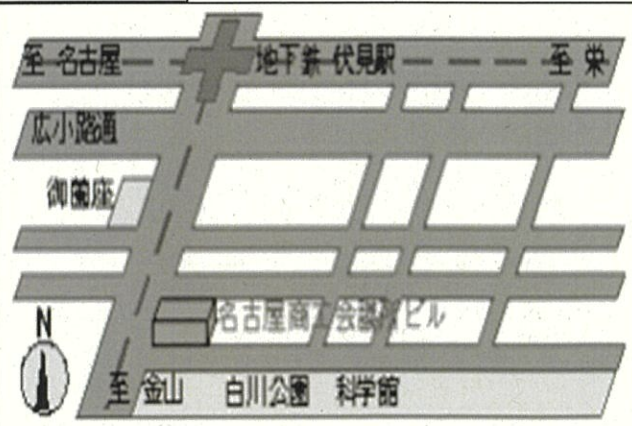 至 名古屋 地下鉄 伏見駅 至 栄
広小路通
御園座
名古屋商工会議所ビル
N
至 金山 白川公園 科学館